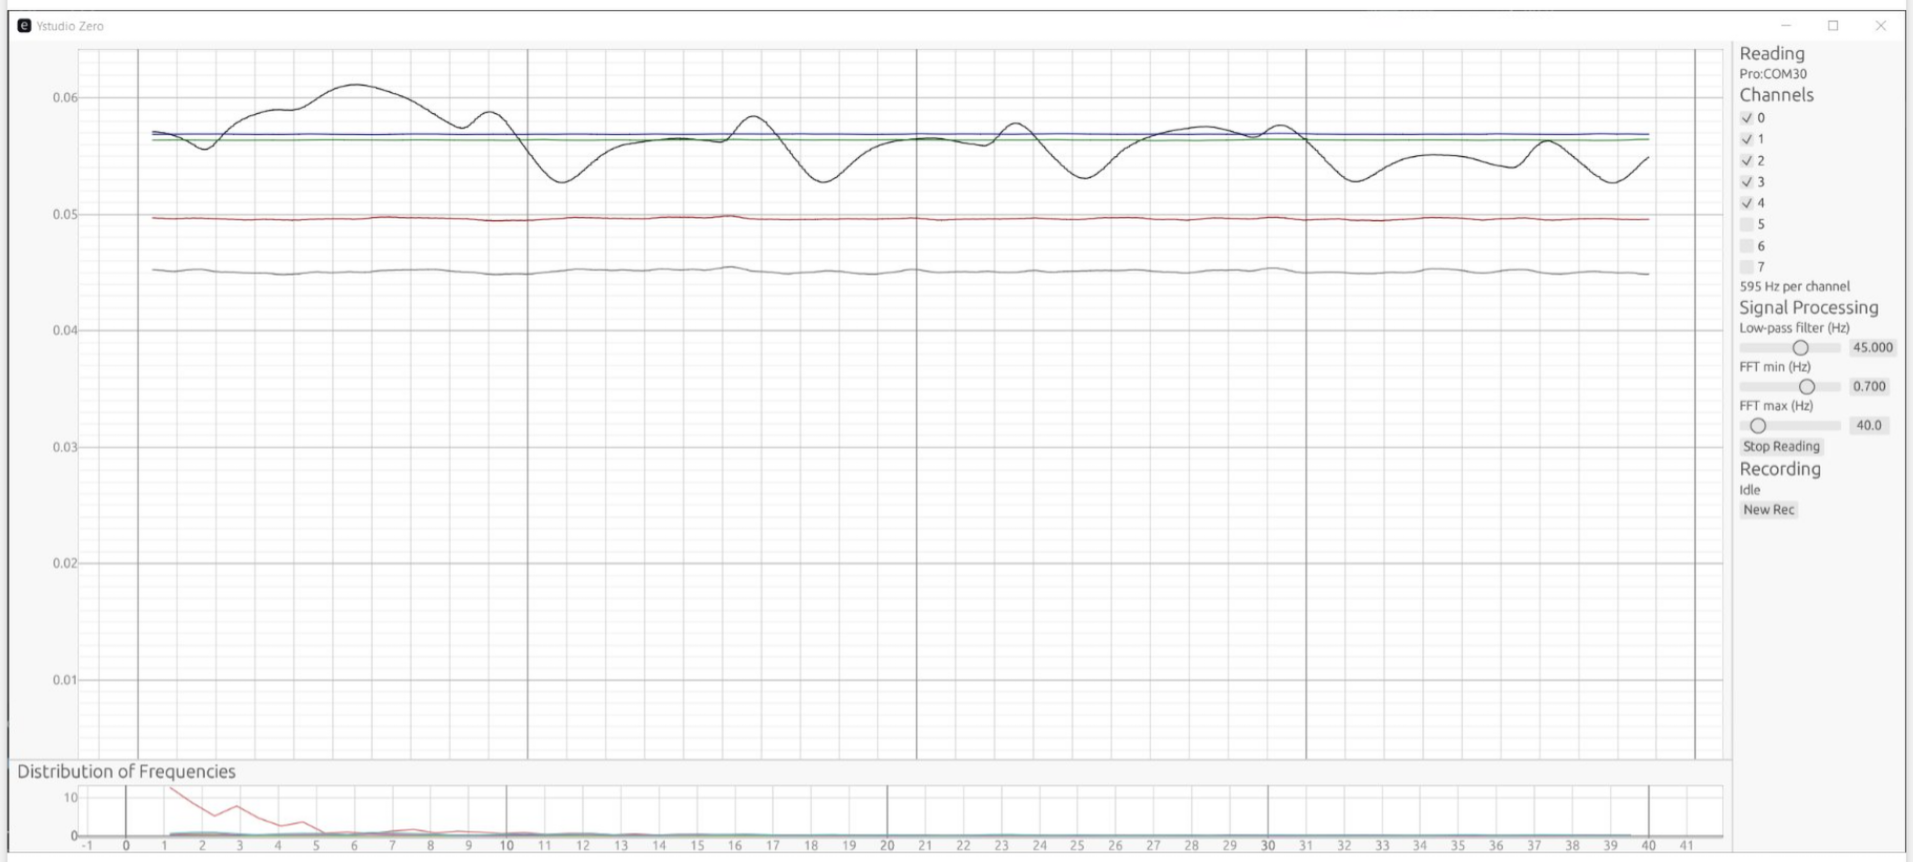 e Ystudio Zero
Reading
Pro:COM30
Channels
0
1
2
3
4
5
6
7
595 Hz per channel
Signal Processing
Low-pass filter (Hz)
45.000
FFT min (Hz)
0.700
FFT max (Hz)
40.0
Stop Reading
Recording
Idle
New Rec
0.06
0.05
0.04
0.03
0.02
0.01
Distribution of Frequencies
10
0
-1 0 1 2 3 4 5 6 7 8 9 10 11 12 13 14 15 16 17 18 19 20 21 22 23 24 25 26 27 28 29 30 31 32 33 34 35 36 37 38 39 40 41